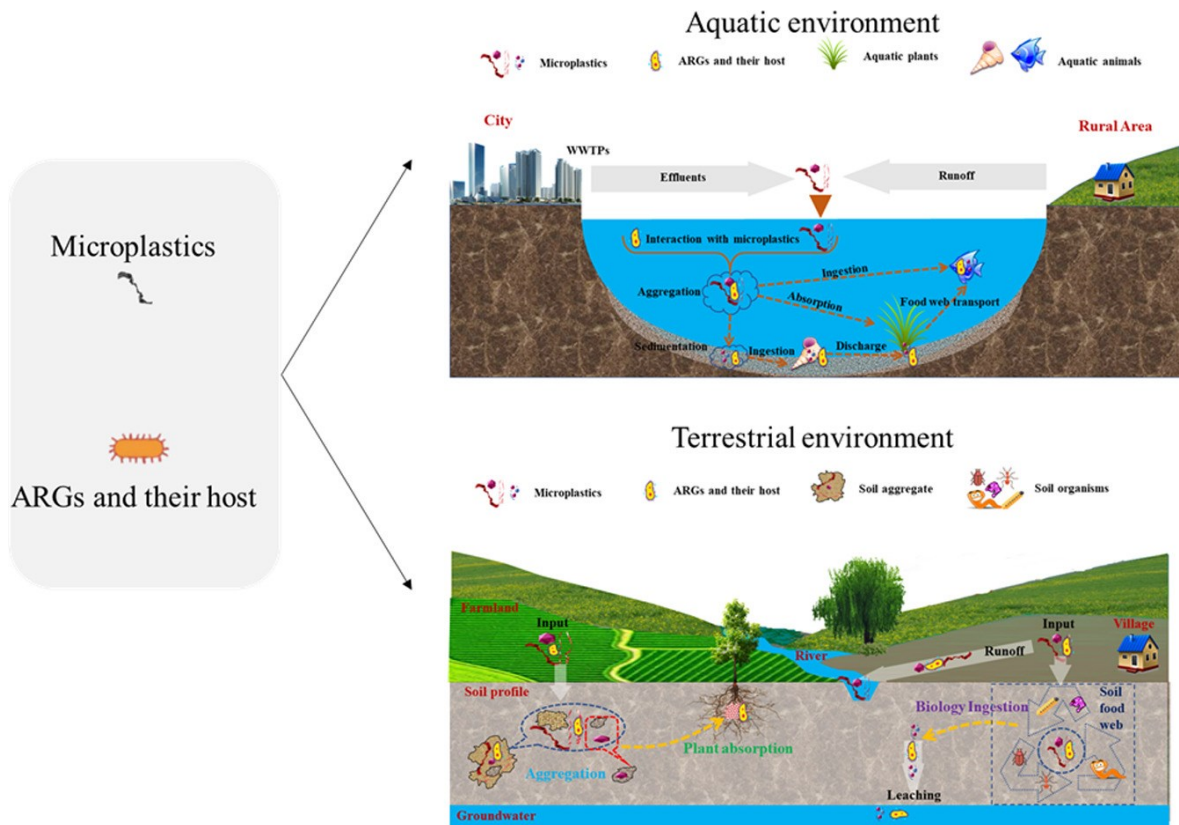 Microplastics
ARGs and their host
Aquatic environment
Microplastics
ARGs and their host
Aquatic plants
Aquatic animals
City
Rural Area
WWTPs
Effluents
Runoff
Interaction with microplastics
Aggregation
Ingestion
Absorption
Food web transport
Sedimentation
Ingestion
Discharge
Terrestrial environment
Microplastics
ARGs and their host
Soil aggregate
Soil organisms
Farmland
Input
Input
Village
River
Runoff
Soil profile
Biology Ingestion
Soil
food
web
Plant absorption
Aggregation
Leaching
Groundwater